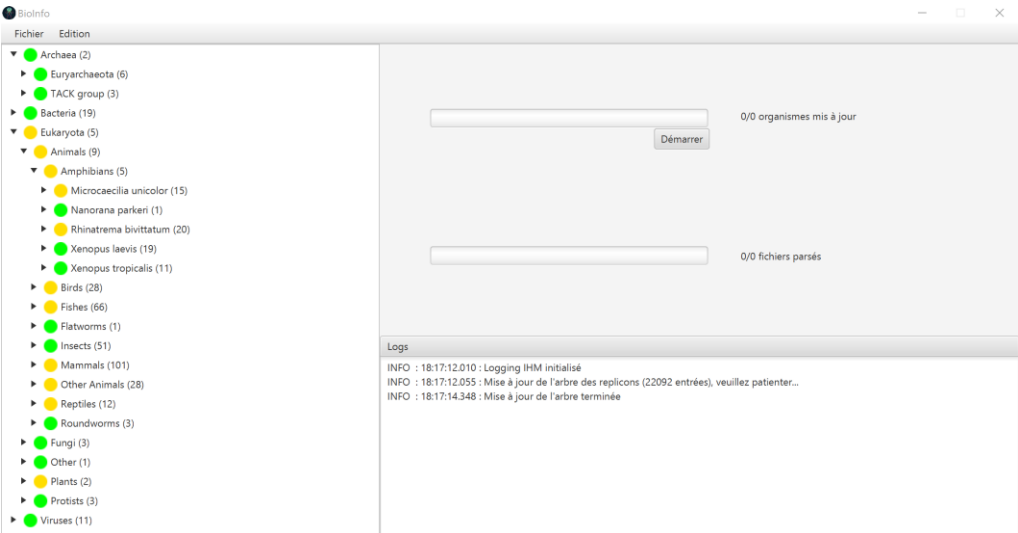 BioInfo
Fichier Edition
Archaea (2)
Euryarchaeota (6)
TACK group (3)
Bacteria (19)
Eukaryota (5)
Animals (9)
Amphibians (5)
Microcaecilia unicolor (15)
Nanorana parkeri (1)
Rhinatrema bivittatum (20)
Xenopus laevis (19)
Xenopus tropicalis (11)
Birds (28)
Fishes (66)
Flatworms (1)
Insects (51)
Mammals (101)
Other Animals (28)
Reptiles (12)
Roundworms (3)
Fungi (3)
Other (1)
Plants (2)
Protists (3)
Viruses (11)
0/0 organismes mis à jour
Démarrer
0/0 fichiers parsés
Logs
INFO : 18:17:12.010 : Logging IHM initialisé
INFO : 18:17:12.055 : Mise à jour de l'arbre des replicons (22092 entrées), veuillez patienter...
INFO : 18:17:14.348 : Mise à jour de l'arbre terminée